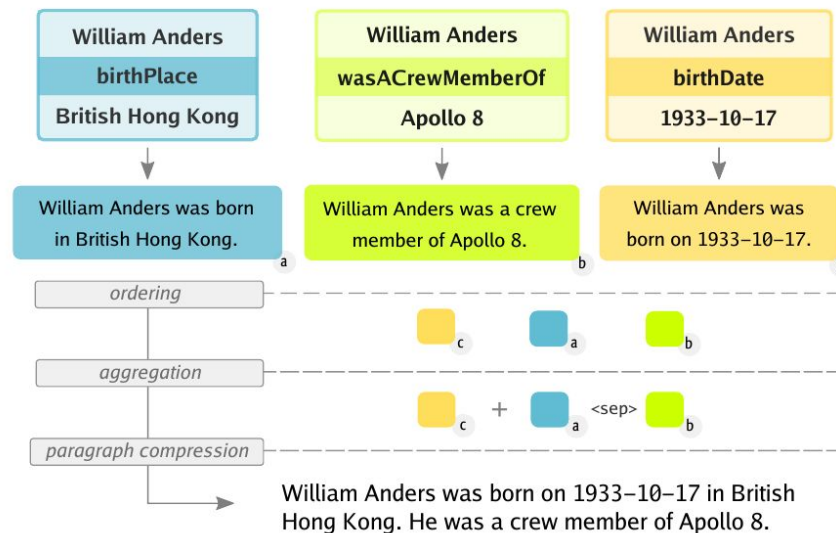 William Anders
birthPlace
British Hong Kong
William Anders
wasACrewMemberOf
Apollo 8
William Anders
birthDate
1933-10-17
William Anders was born
in British Hong Kong.
a
William Anders was a crew
member of Apollo 8.
b
William Anders was
born on 1933-10-17.
ordering
c
a
b
aggregation
c
+
a
<sep>
b
paragraph compression
William Anders was born on 1933-10-17 in British
Hong Kong. He was a crew member of Apollo 8.